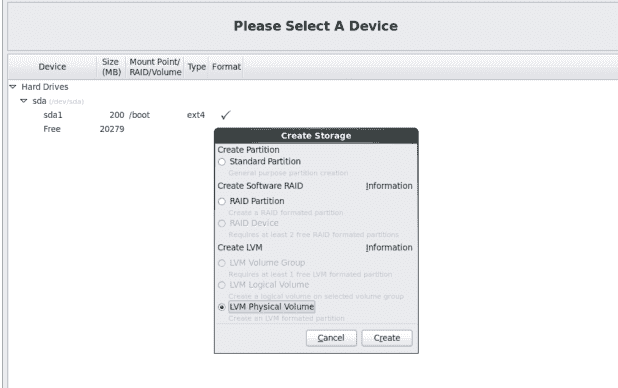 Please Select A Device
Device
Size (MB)
Mount Point/ RAID/Volume
Type
Format
Hard Drives
sda (/dev/sda)
sda1 200 /boot ext4 ✓
Free 20279
Create Storage
Create Partition
Standard Partition
General purpose partition creation
Create Software RAID Information
RAID Partition
Create a RAID formated partition
RAID Device
Requires at least 2 free RAID formated partitions
Create LVM Information
LVM Volume Group
Requires at least 1 free LVM formated partition
LVM Logical Volume
Create a logical volume on selected volume group
LVM Physical Volume
Create an LVM formated partition
Cancel Create